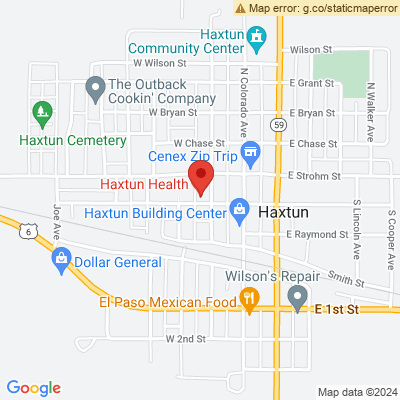 Map error: g.co/staticmaperror
Haxtun
Community Center
Wilson St
W Wilson St
The Outback
Cookin' Company
E Grant St
W Bryan St
E Bryan St
N Colorado Ave
N Walker Ave
59
Haxtun Cemetery
W Chase St
E Chase St
Cenex Zip Trip
E Strohm St
Haxtun Health
Haxtun Building Center
Haxtun
Joe Ave
6
E Raymond St
S Lincoln Ave
S Cooper Ave
Dollar General
Smith St
Wilson's Repair
El Paso Mexican Food
E 1st St
W 2nd St
Google
Map data ©2024